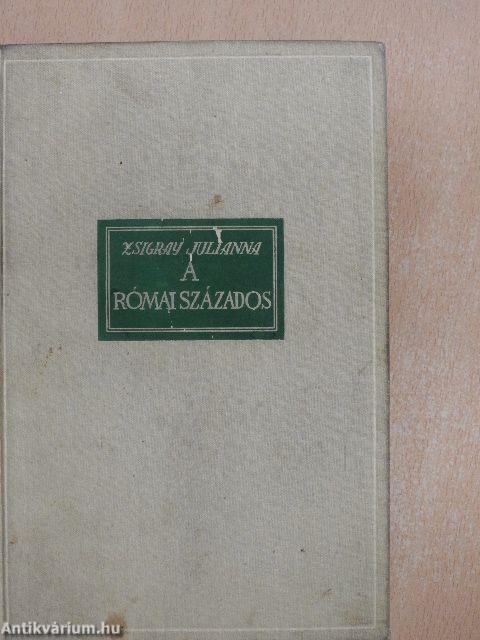 ZSIGRAY JULIANNA
A
RÓMAI SZÁZADOS
Antikvárium.hu